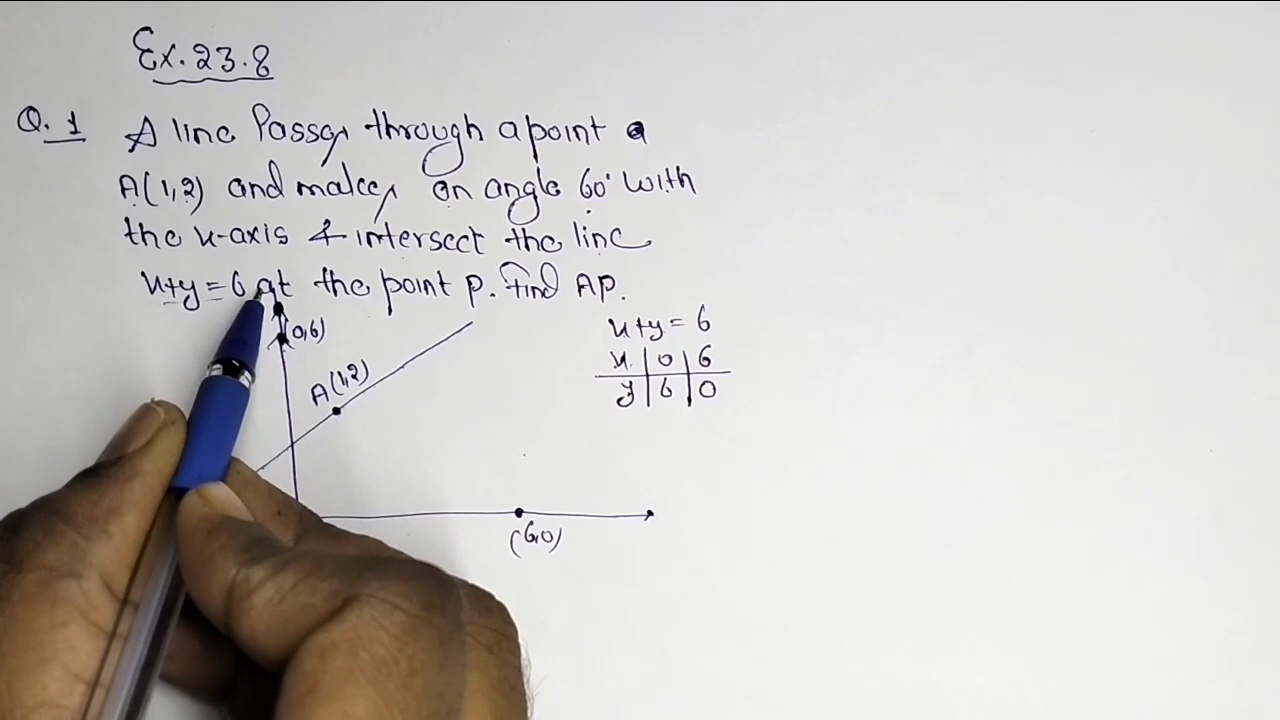 Ex. 23.8
Q. 1 A line Passes through a point
A(1,2) and makes an angle 60° with
the x-axis & intersect the line
x+y = 6 at the point P. Find AP.
(0,6)
A(1,2)
(6,0)
x+y = 6
x 0 6
y 6 0